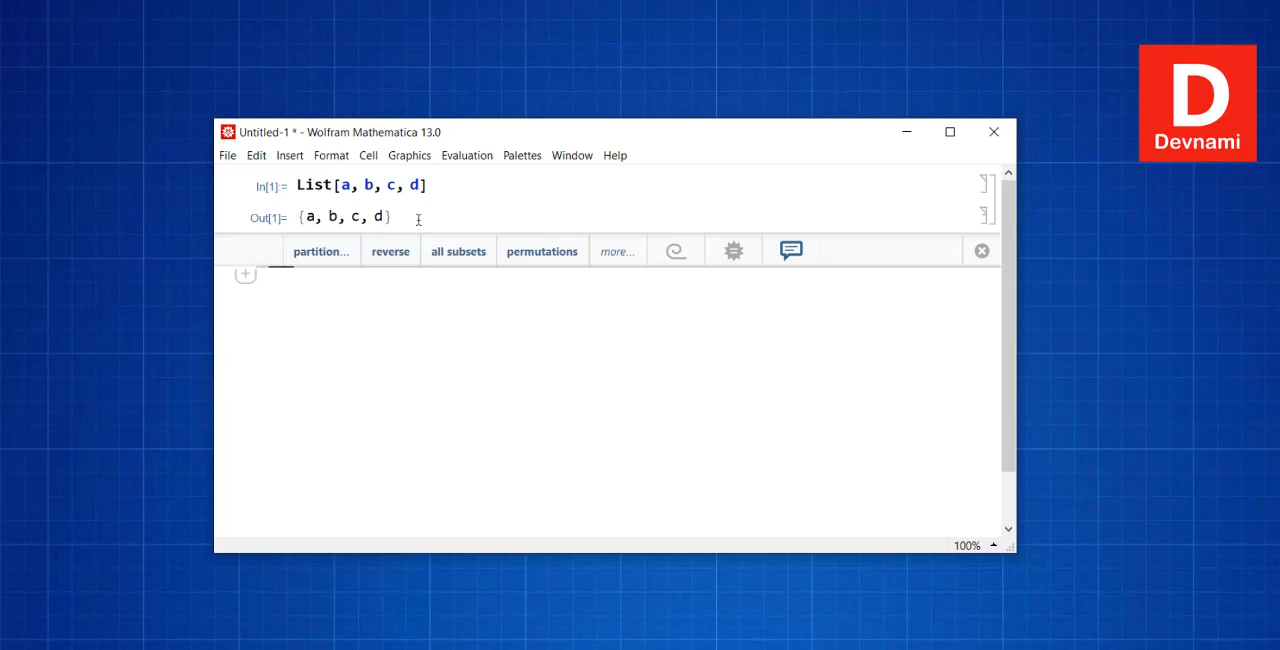 D
Devnami
Untitled-1 * - Wolfram Mathematica 13.0
File Edit Insert Format Cell Graphics Evaluation Palettes Window Help
In[1]:= List[a, b, c, d]
Out[1]= {a, b, c, d}
partition... reverse all subsets permutations more...
100%